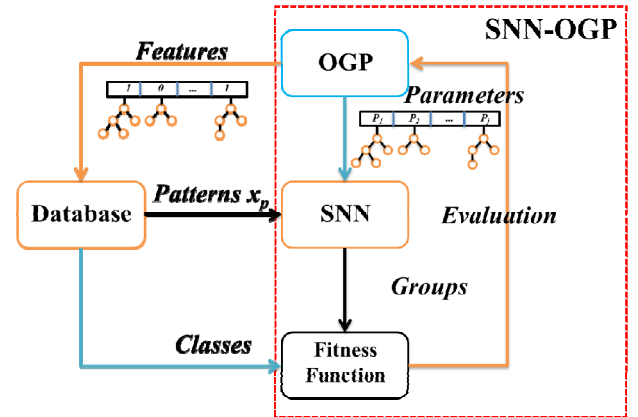 SNN-OGP
Features
OGP
1 0 ... 1
Parameters
P1 P2 ... Pj
Database
Patterns xp
SNN
Evaluation
Groups
Classes
Fitness
Function